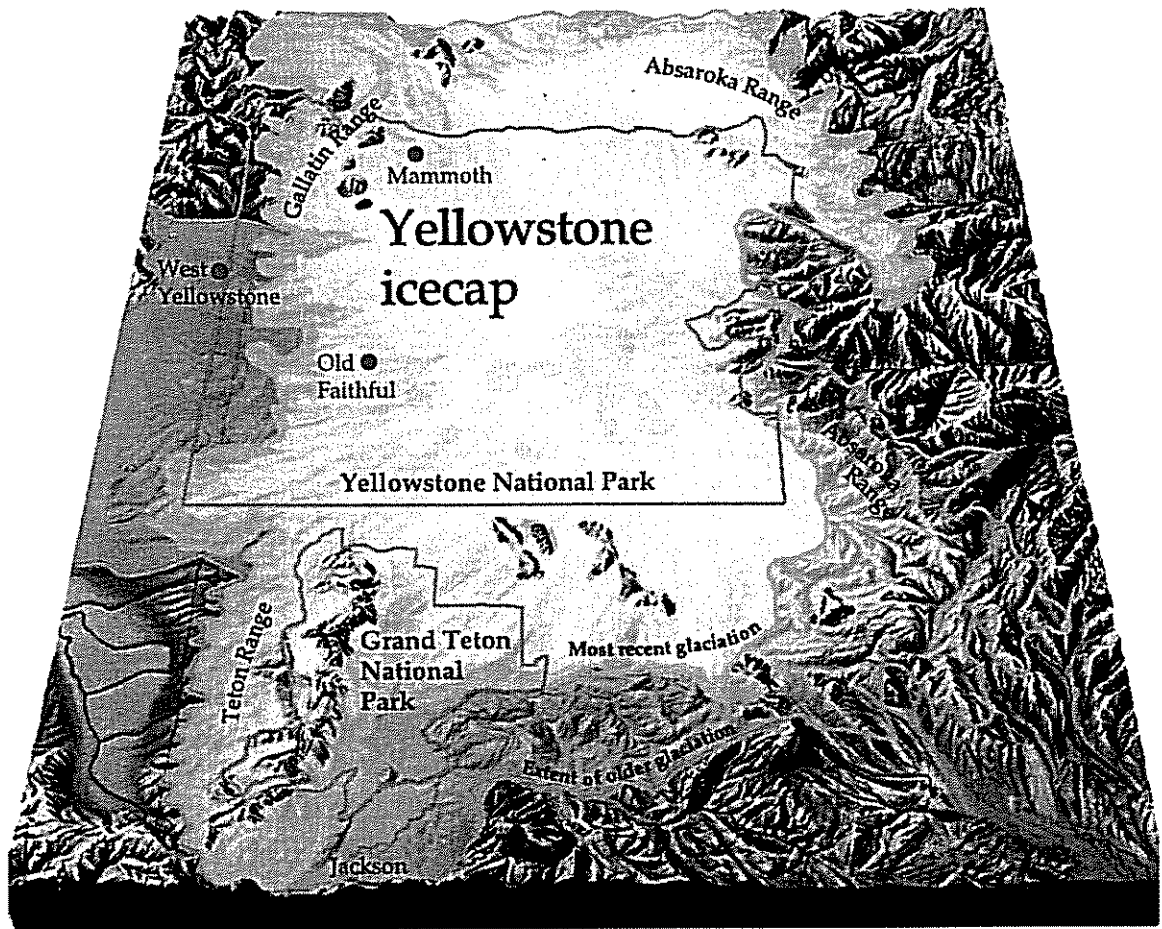 Absaroka Range
Gallatin Range
Mammoth
Yellowstone
icecap
West
Yellowstone
Old
Faithful
Absaroka
Range
Yellowstone National Park
Teton Range
Grand Teton
National
Park
Most recent glaciation
Extent of older glaciation
Jackson